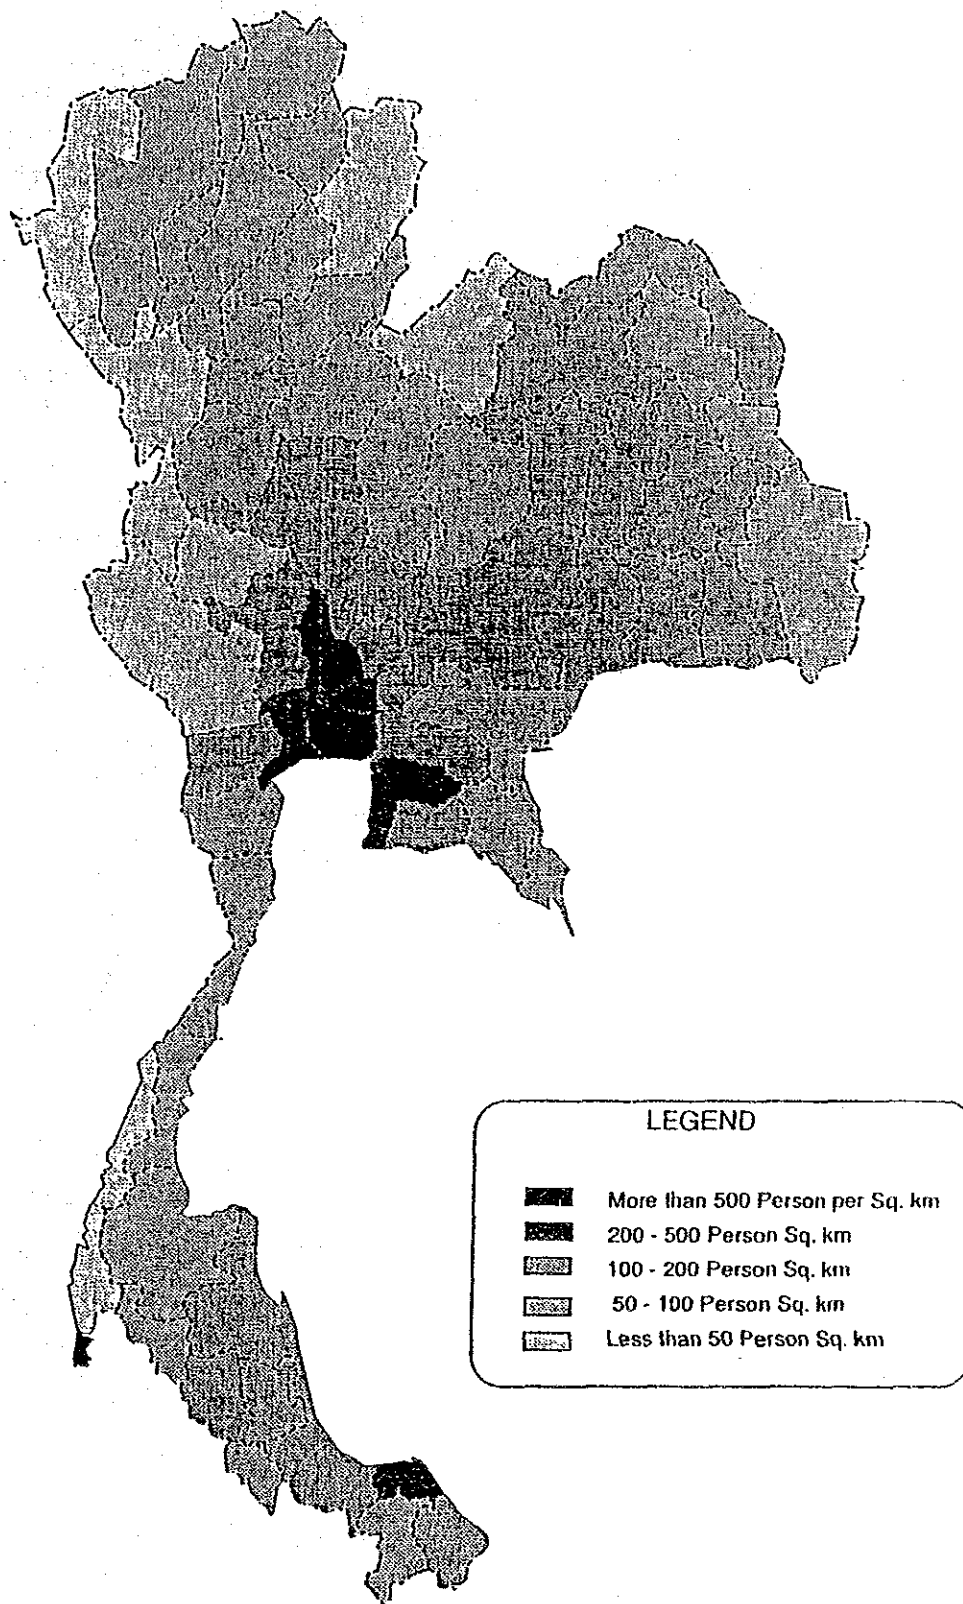 LEGEND
More than 500 Person per Sq. km
200 - 500 Person Sq. km
100 - 200 Person Sq. km
50 - 100 Person Sq. km
Less than 50 Person Sq. km